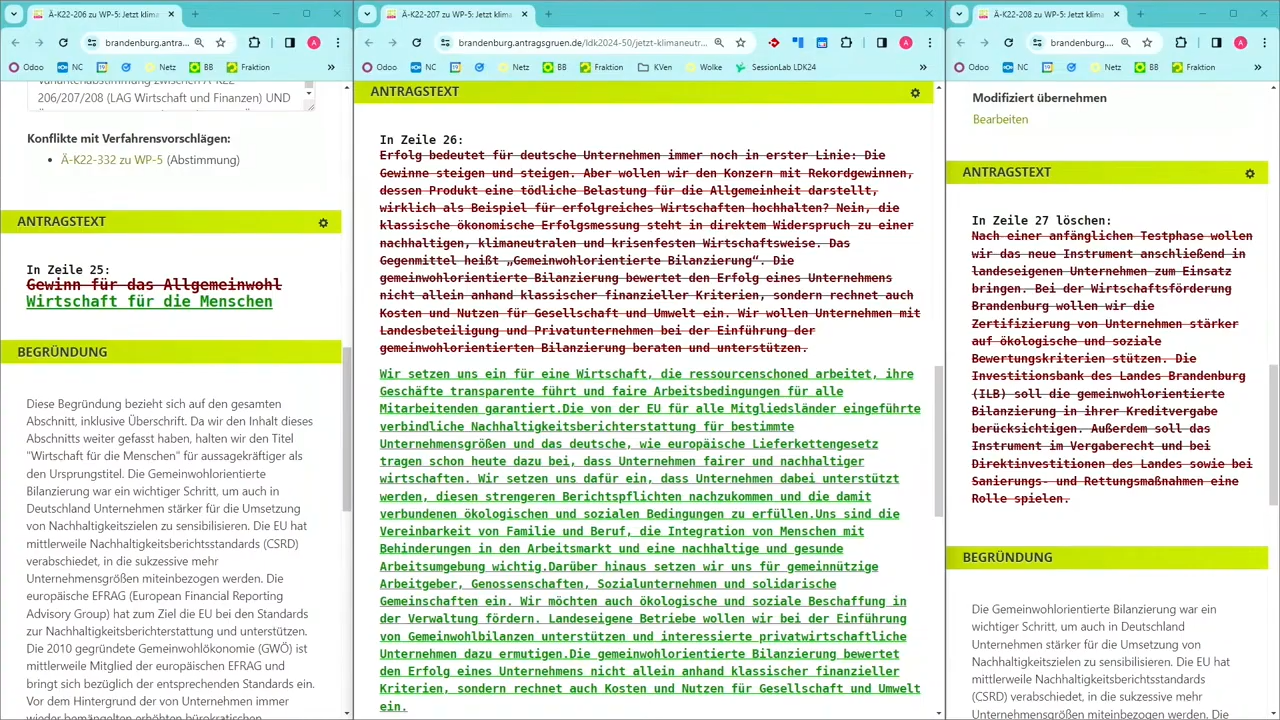 Ä-K22-206 zu WP-5: Jetzt klima
brandenburg.antra...
Odoo
NC
Netz
BB
Fraktion
206/207/208 (LAG Wirtschaft und Finanzen) UND
Konflikte mit Verfahrensvorschlägen:
Ä-K22-332 zu WP-5 (Abstimmung)
ANTRAGSTEXT
In Zeile 25:
Gewinn für das Allgemeinwohl
Wirtschaft für die Menschen
BEGRÜNDUNG
Diese Begründung bezieht sich auf den gesamten
Abschnitt, inklusive Überschrift. Da wir den Inhalt dieses
Abschnitts weiter gefasst haben, halten wir den Titel
"Wirtschaft für die Menschen" für aussagekräftiger als
den Ursprungstitel. Die Gemeinwohlorientierte
Bilanzierung war ein wichtiger Schritt, um auch in
Deutschland Unternehmen stärker für die Umsetzung
von Nachhaltigkeitszielen zu sensibilisieren. Die EU hat
mittlerweile Nachhaltigkeitsberichtsstandards (CSRD)
verabschiedet, in die sukzessive mehr
Unternehmensgrößen miteinbezogen werden. Die
europäische EFRAG (European Financial Reporting
Advisory Group) hat zum Ziel die EU bei den Standards
zur Nachhaltigkeitsberichterstattung und unterstützen.
Die 2010 gegründete Gemeinwohlökonomie (GWÖ) ist
mittlerweile Mitglied der europäischen EFRAG und
bringt sich bezüglich der entsprechenden Standards ein.
Vor dem Hintergrund der von Unternehmen immer
wieder bemängelten erhöhten bürokratischen
Ä-K22-207 zu WP-5: Jetzt klima
brandenburg.antragsgruen.de/ldk2024-50/jetzt-klimaneutr...
Odoo
NC
Netz
BB
Fraktion
KVen
Wolke
SessionLab LDK24
ANTRAGSTEXT
In Zeile 26:
Erfolg bedeutet für deutsche Unternehmen immer noch in erster Linie: Die
Gewinne steigen und steigen. Aber wollen wir den Konzern mit Rekordgewinnen,
dessen Produkt eine tödliche Belastung für die Allgemeinheit darstellt,
wirklich als Beispiel für erfolgreiches Wirtschaften hochhalten? Nein, die
klassische ökonomische Erfolgsmessung steht in direktem Widerspruch zu einer
nachhaltigen, klimaneutralen und krisenfesten Wirtschaftsweise. Das
Gegenmittel heißt „Gemeinwohlorientierte Bilanzierung“. Die
gemeinwohlorientierte Bilanzierung bewertet den Erfolg eines Unternehmens
nicht allein anhand klassischer finanzieller Kriterien, sondern rechnet auch
Kosten und Nutzen für Gesellschaft und Umwelt ein. Wir wollen Unternehmen mit
Landesbeteiligung und Privatunternehmen bei der Einführung der
gemeinwohlorientierten Bilanzierung beraten und unterstützen.
Wir setzen uns ein für eine Wirtschaft, die ressourcenschoned arbeitet, ihre
Geschäfte transparente führt und faire Arbeitsbedingungen für alle
Mitarbeitenden garantiert.Die von der EU für alle Mitgliedsländer eingeführte
verbindliche Nachhaltigkeitsberichterstattung für bestimmte
Unternehmensgrößen und das deutsche, wie europäische Lieferkettengesetz
tragen schon heute dazu bei, dass Unternehmen fairer und nachhaltiger
wirtschaften. Wir setzen uns dafür ein, dass Unternehmen dabei unterstützt
werden, diesen strengeren Berichtspflichten nachzukommen und die damit
verbundenen ökologischen und sozialen Bedingungen zu erfüllen.Uns sind die
Vereinbarkeit von Familie und Beruf, die Integration von Menschen mit
Behinderungen in den Arbeitsmarkt und eine nachhaltige und gesunde
Arbeitsumgebung wichtig.Darüber hinaus setzen wir uns für gemeinnützige
Arbeitgeber, Genossenschaften, Sozialunternehmen und solidarische
Gemeinschaften ein. Wir möchten auch ökologische und soziale Beschaffung in
der Verwaltung fördern. Landeseigene Betriebe wollen wir bei der Einführung
von Gemeinwohlbilanzen unterstützen und interessierte privatwirtschaftliche
Unternehmen dazu ermutigen.Die gemeinwohlorientierte Bilanzierung bewertet
den Erfolg eines Unternehmens nicht allein anhand klassischer finanzieller
Kriterien, sondern rechnet auch Kosten und Nutzen für Gesellschaft und Umwelt
ein.
Ä-K22-208 zu WP-5: Jetzt klima
brandenburg....
Odoo
NC
Netz
BB
Fraktion
Modifiziert übernehmen
Bearbeiten
ANTRAGSTEXT
In Zeile 27 löschen:
Nach einer anfänglichen Testphase wollen
wir das neue Instrument anschließend in
landeseigenen Unternehmen zum Einsatz
bringen. Bei der Wirtschaftsförderung
Brandenburg wollen wir die
Zertifizierung von Unternehmen stärker
auf ökologische und soziale
Bewertungskriterien stützen. Die
Investitionsbank des Landes Brandenburg
(ILB) soll die gemeinwohlorientierte
Bilanzierung in ihrer Kreditvergabe
berücksichtigen. Außerdem soll das
Instrument im Vergaberecht und bei
Direktinvestitionen des Landes sowie bei
Sanierungs- und Rettungsmaßnahmen eine
Rolle spielen.
BEGRÜNDUNG
Die Gemeinwohlorientierte Bilanzierung war ein
wichtiger Schritt, um auch in Deutschland
Unternehmen stärker für die Umsetzung von
Nachhaltigkeitszielen zu sensibilisieren. Die EU hat
mittlerweile Nachhaltigkeitsberichtsstandards
(CSRD) verabschiedet, in die sukzessive mehr
Unternehmensgrößen miteinbezogen werden. Die